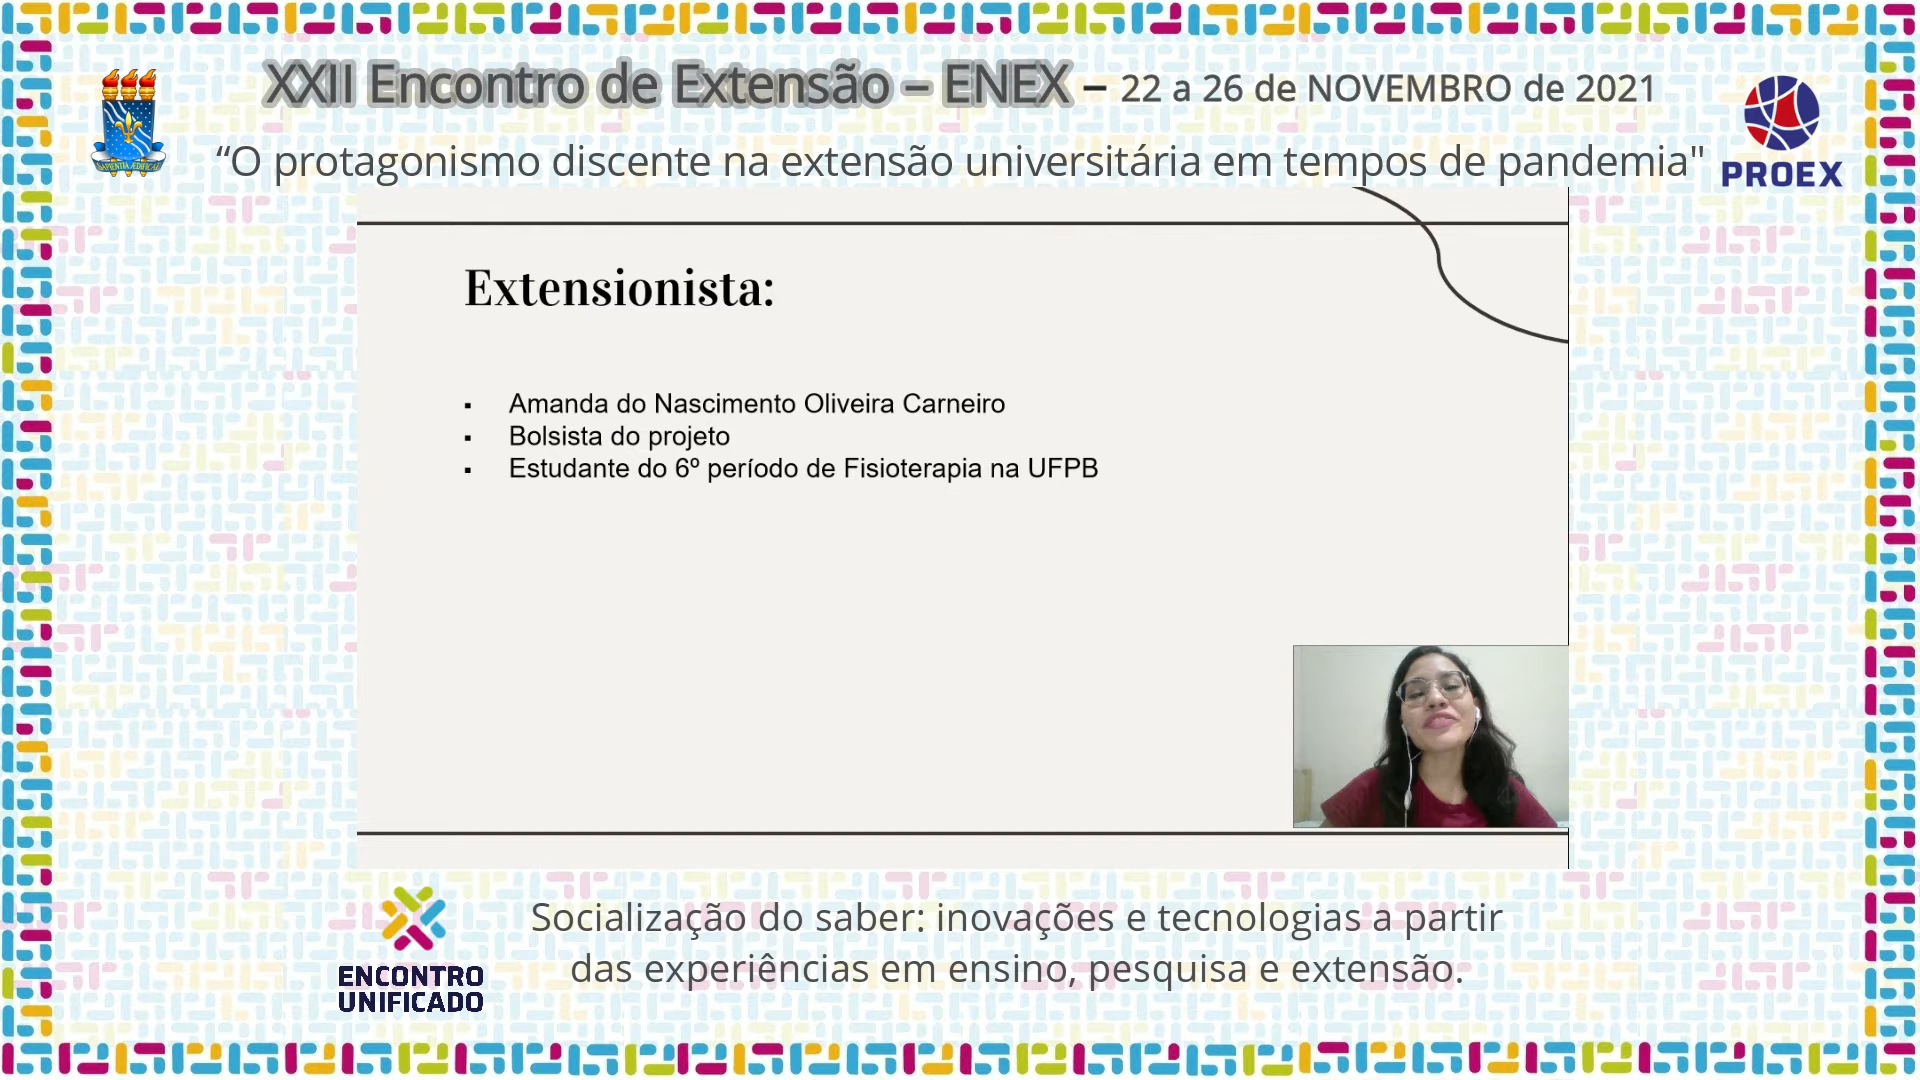 XXII Encontro de Extensão – ENEX – 22 a 26 de NOVEMBRO de 2021
“O protagonismo discente na extensão universitária em tempos de pandemia"
PROEX
Extensionista:
Amanda do Nascimento Oliveira Carneiro
Bolsista do projeto
Estudante do 6º período de Fisioterapia na UFPB
ENCONTRO
UNIFICADO
Socialização do saber: inovações e tecnologias a partir
das experiências em ensino, pesquisa e extensão.